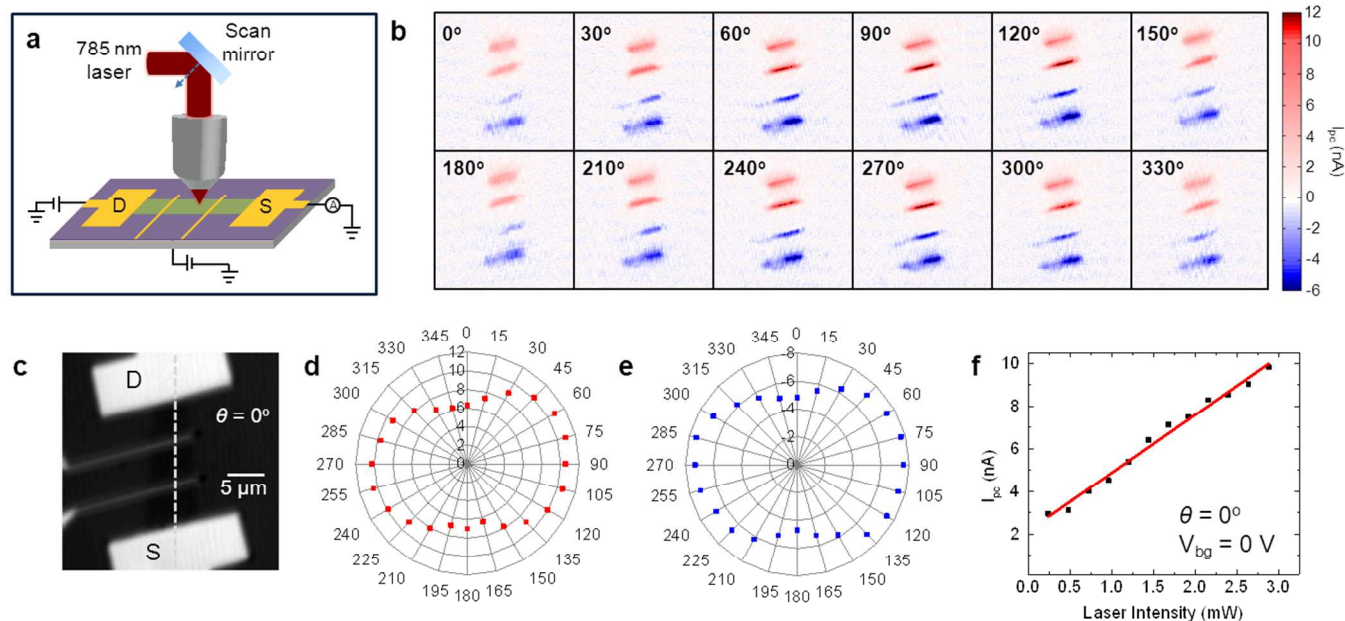 a
785 nm
laser
Scan
mirror
D
S
A
b
0° 30° 60° 90° 120° 150°
180° 210° 240° 270° 300° 330°
12
10
8
6
4
2
0
-2
-4
-6
I_pc (nA)
c
D
θ = 0°
5 μm
S
d
0 15 30 45 60 75 90 105 120 135 150 165 180 195 210 225 240 255 270 285 300 315 330 345
12
10
8
6
4
2
0
e
0 15 30 45 60 75 90 105 120 135 150 165 180 195 210 225 240 255 270 285 300 315 330 345
-8
-6
-4
-2
0
f
10
8
6
4
2
I_pc (nA)
θ = 0°
V_bg = 0 V
0.0 0.5 1.0 1.5 2.0 2.5 3.0
Laser Intensity (mW)